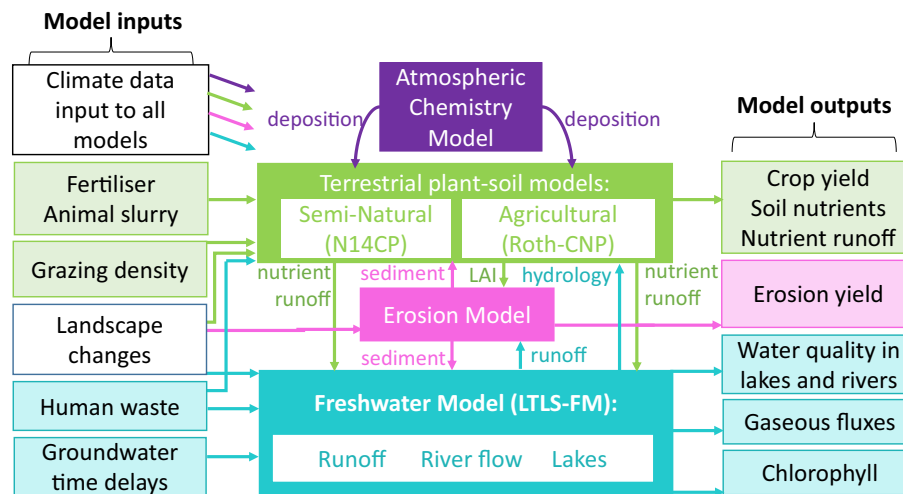 Model inputs
Climate data
input to all
models
Fertiliser
Animal slurry
Grazing density
Landscape
changes
Human waste
Groundwater
time delays
Atmospheric
Chemistry
Model
deposition
deposition
Terrestrial plant-soil models:
Semi-Natural
(N14CP)
Agricultural
(Roth-CNP)
nutrient
runoff
sediment
LAI
hydrology
nutrient
runoff
Erosion Model
sediment
runoff
Freshwater Model (LTLS-FM):
Runoff River flow Lakes
Model outputs
Crop yield
Soil nutrients
Nutrient runoff
Erosion yield
Water quality in
lakes and rivers
Gaseous fluxes
Chlorophyll